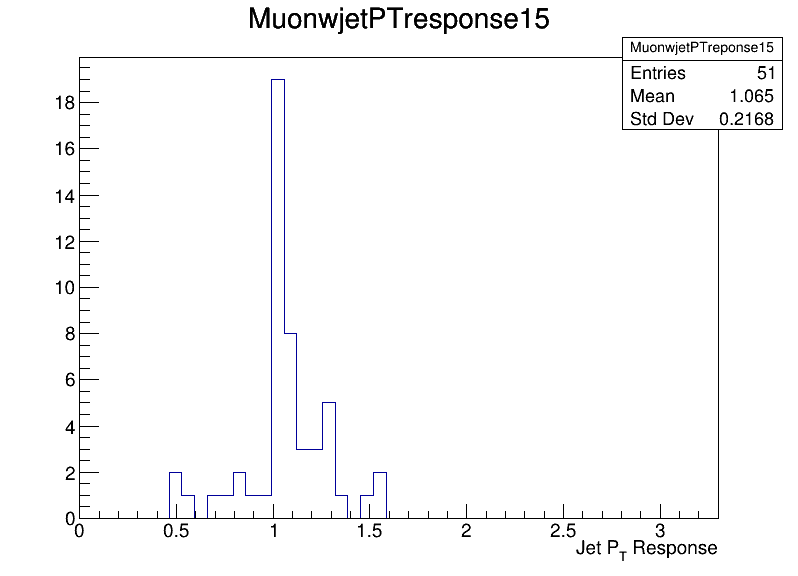 MuonwjetPTresponse15
MuonwjetPTreponse15
Entries 51
Mean 1.065
Std Dev 0.2168
18
16
14
12
10
8
6
4
2
0
0 0.5 1 1.5 2 2.5 3
Jet PT Response